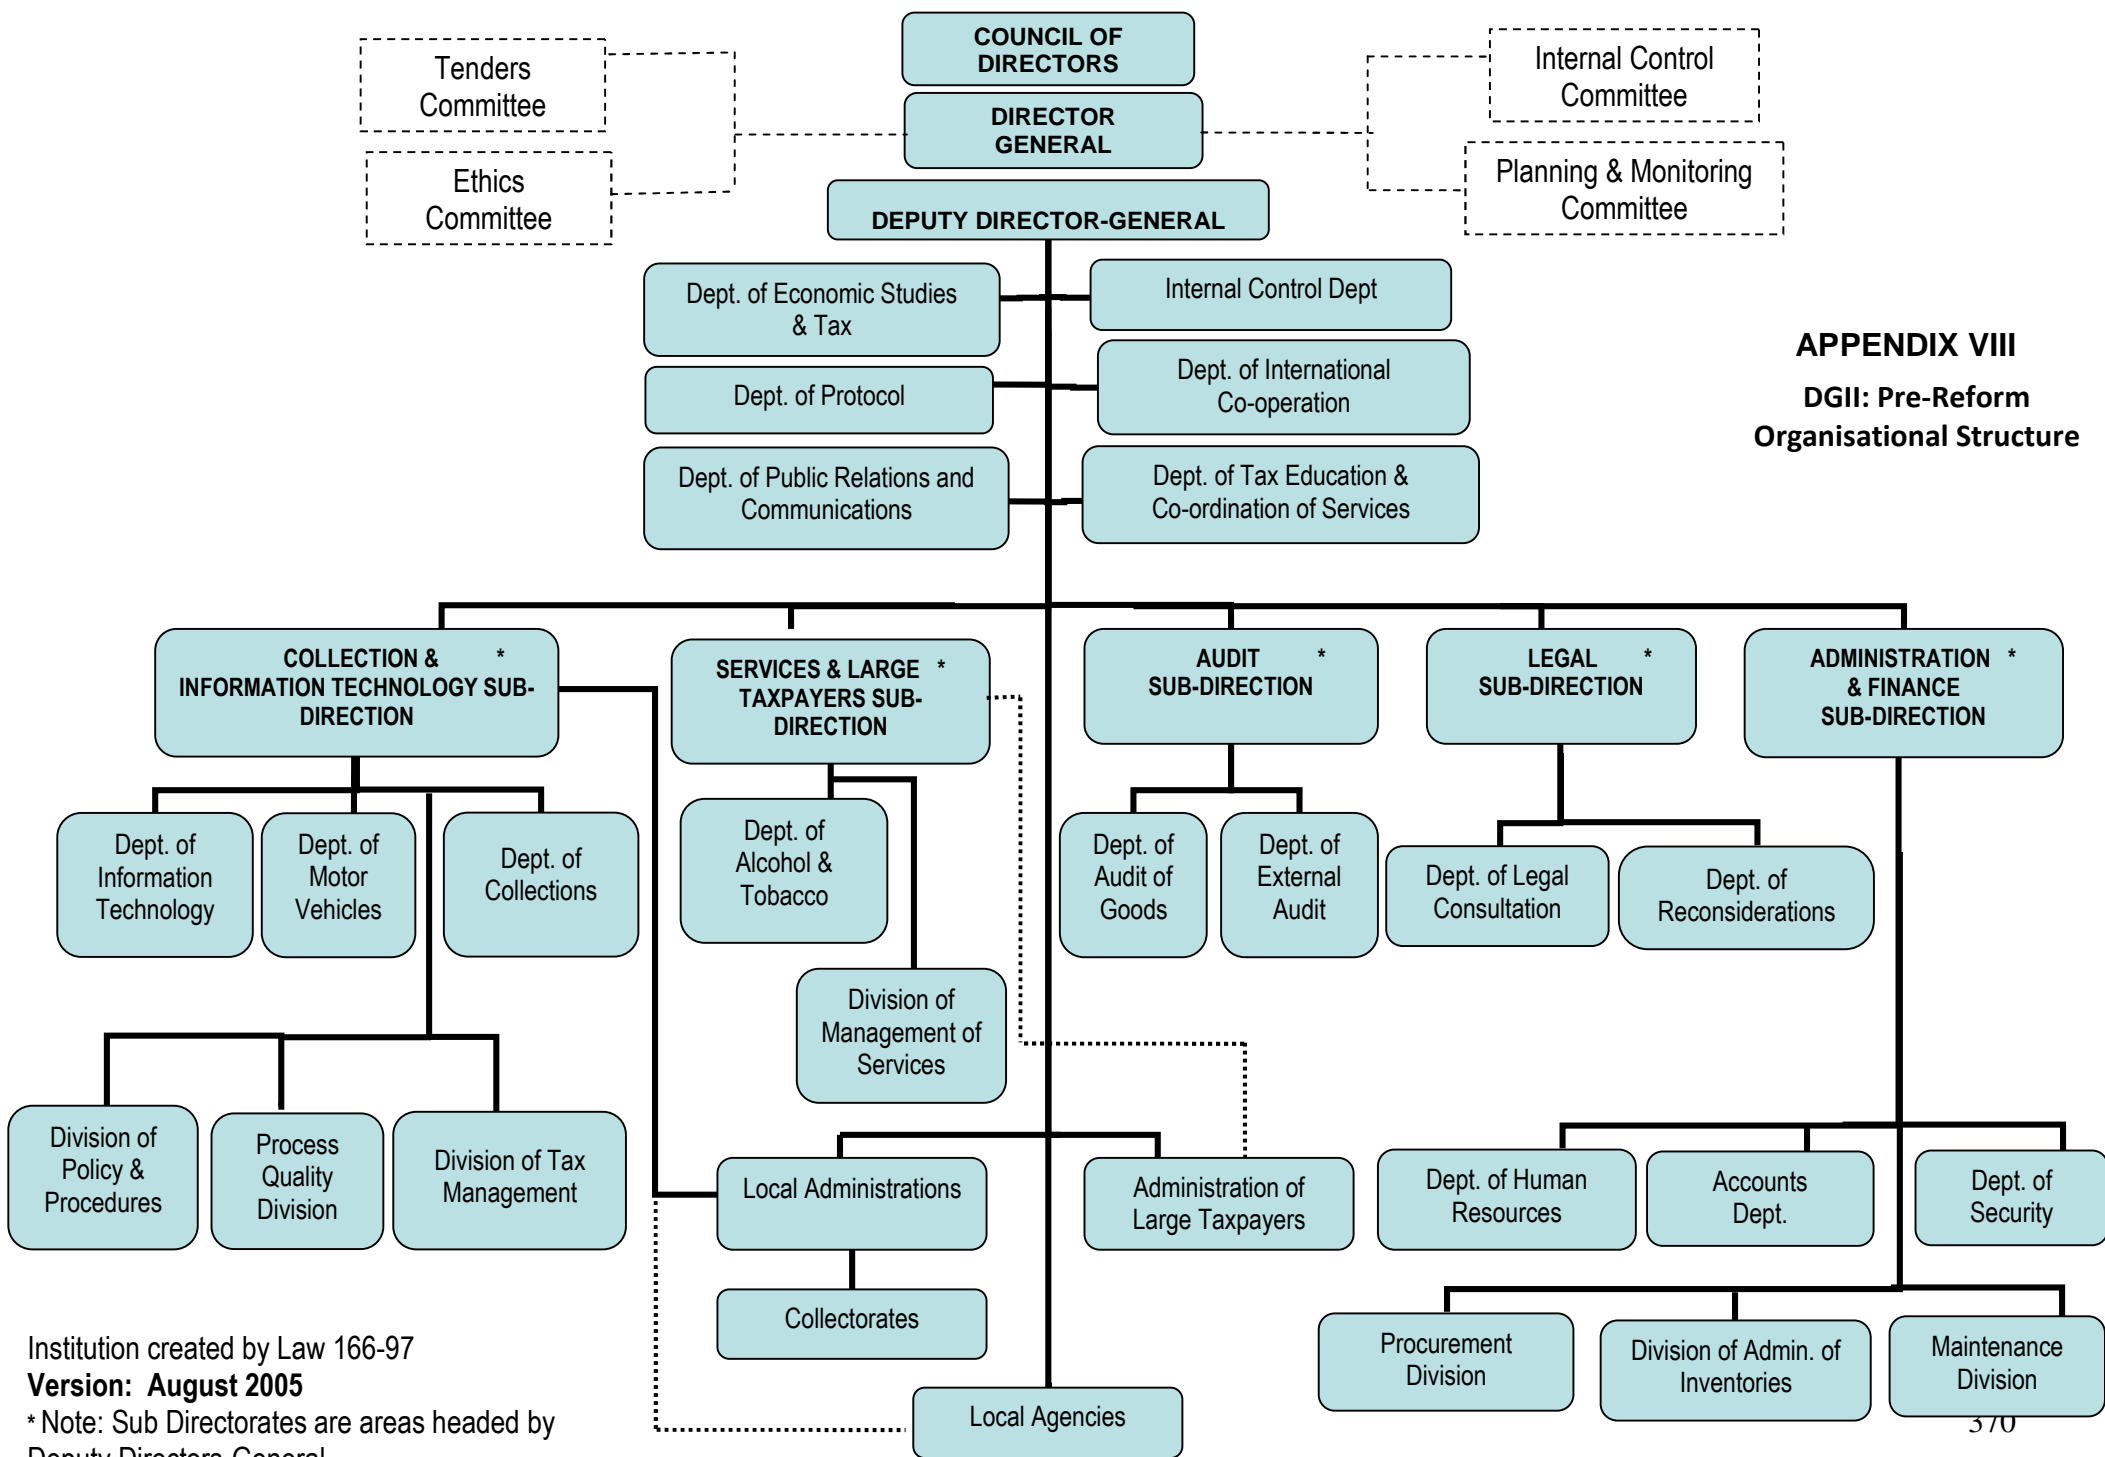 COUNCIL OF
DIRECTORS
Tenders
Committee
Internal Control
Committee
DIRECTOR
GENERAL
Ethics
Committee
Planning & Monitoring
Committee
DEPUTY DIRECTOR-GENERAL
Dept. of Economic Studies
& Tax
Internal Control Dept
APPENDIX VIII
DGII: Pre-Reform
Organisational Structure
Dept. of Protocol
Dept. of International
Co-operation
Dept. of Public Relations and
Communications
Dept. of Tax Education &
Co-ordination of Services
COLLECTION & *
INFORMATION TECHNOLOGY SUB-
DIRECTION
SERVICES & LARGE *
TAXPAYERS SUB-
DIRECTION
AUDIT *
SUB-DIRECTION
LEGAL *
SUB-DIRECTION
ADMINISTRATION *
& FINANCE
SUB-DIRECTION
Dept. of
Information
Technology
Dept. of
Motor
Vehicles
Dept. of
Collections
Dept. of
Alcohol &
Tobacco
Dept. of
Audit of
Goods
Dept. of
External
Audit
Dept. of Legal
Consultation
Dept. of
Reconsiderations
Division of
Management of
Services
Division of
Policy &
Procedures
Process
Quality
Division
Division of Tax
Management
Local Administrations
Administration of
Large Taxpayers
Dept. of Human
Resources
Accounts
Dept.
Dept. of
Security
Collectorates
Procurement
Division
Division of Admin. of
Inventories
Maintenance
Division
Local Agencies
Institution created by Law 166-97
Version: August 2005
* Note: Sub Directorates are areas headed by
Deputy Directors General
370